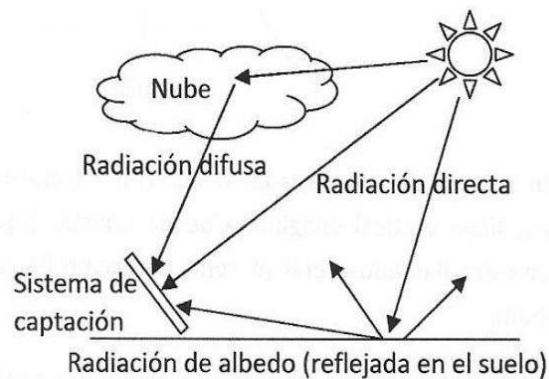 Nube
Radiación difusa
Radiación directa
Sistema de
captación
Radiación de albedo (reflejada en el suelo)